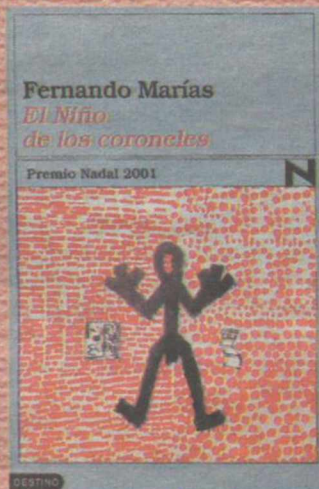 Fernando Marías
El Niño
de los coroneles
Premio Nadal 2001
N
DESTINO